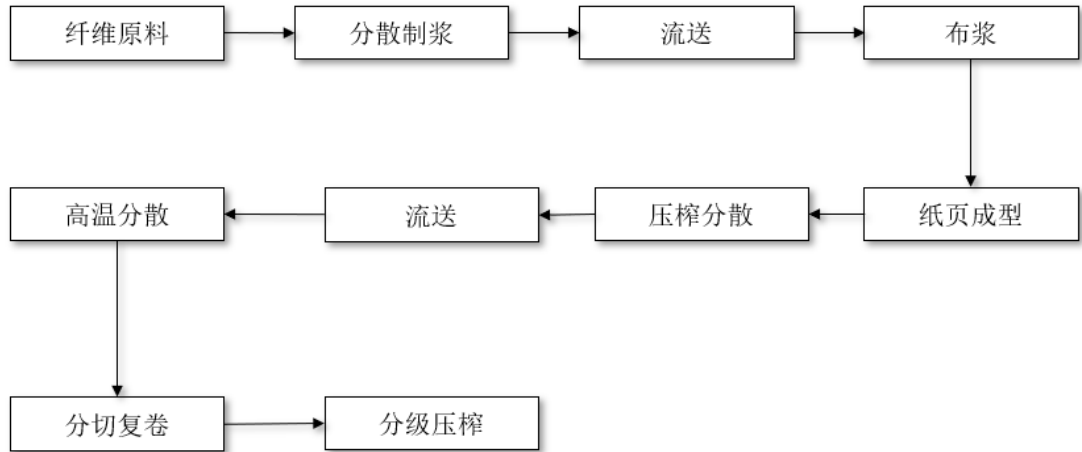 纤维原料
分散制浆
流送
布浆
纸页成型
压榨分散
流送
高温分散
分切复卷
分级压榨